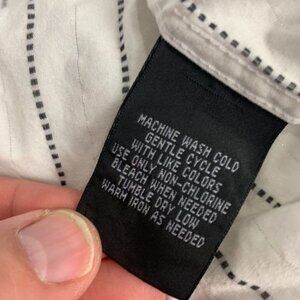 MACHINE WASH COLD
GENTLE CYCLE
WITH LIKE COLORS
USE ONLY NON-CHLORINE
BLEACH WHEN NEEDED
TUMBLE DRY LOW
WARM IRON AS NEEDED